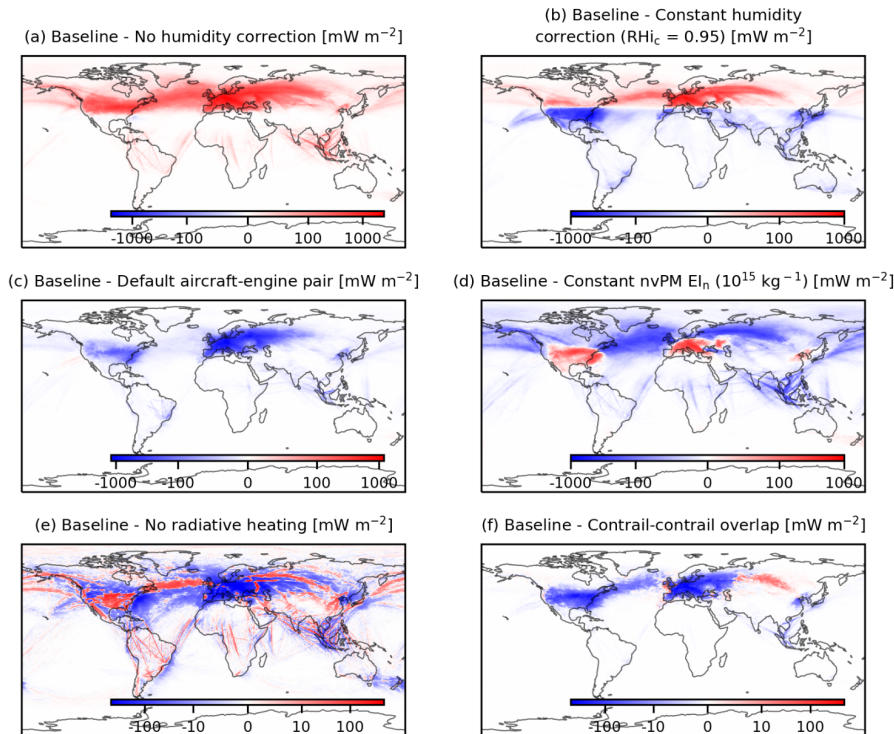 (a) Baseline - No humidity correction [mW m⁻²]
-1000 -100 0 100 1000
(b) Baseline - Constant humidity
correction (RHi_c = 0.95) [mW m⁻²]
-1000 -100 0 100 1000
(c) Baseline - Default aircraft-engine pair [mW m⁻²]
-1000 -100 0 100 1000
(d) Baseline - Constant nvPM EI_n (10¹⁵ kg⁻¹) [mW m⁻²]
-1000 -100 0 100 1000
(e) Baseline - No radiative heating [mW m⁻²]
-100 -10 0 10 100
(f) Baseline - Contrail-contrail overlap [mW m⁻²]
-100 -10 0 10 100